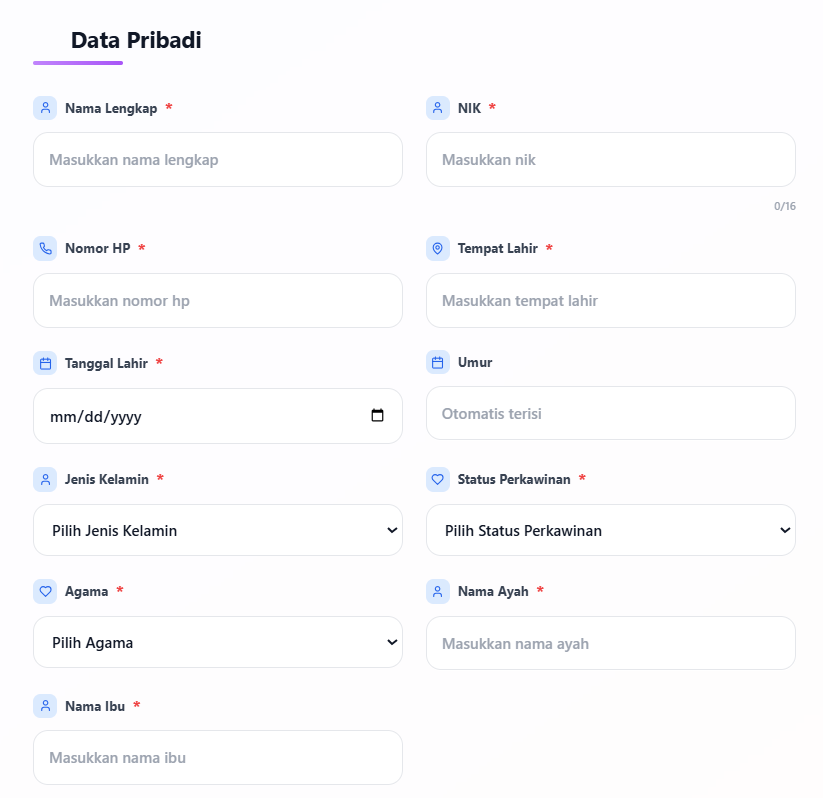 Data Pribadi
Nama Lengkap *
Masukkan nama lengkap
NIK *
Masukkan nik
0/16
Nomor HP *
Masukkan nomor hp
Tempat Lahir *
Masukkan tempat lahir
Tanggal Lahir *
mm/dd/yyyy
Umur
Otomatis terisi
Jenis Kelamin *
Pilih Jenis Kelamin
Status Perkawinan *
Pilih Status Perkawinan
Agama *
Pilih Agama
Nama Ayah *
Masukkan nama ayah
Nama Ibu *
Masukkan nama ibu